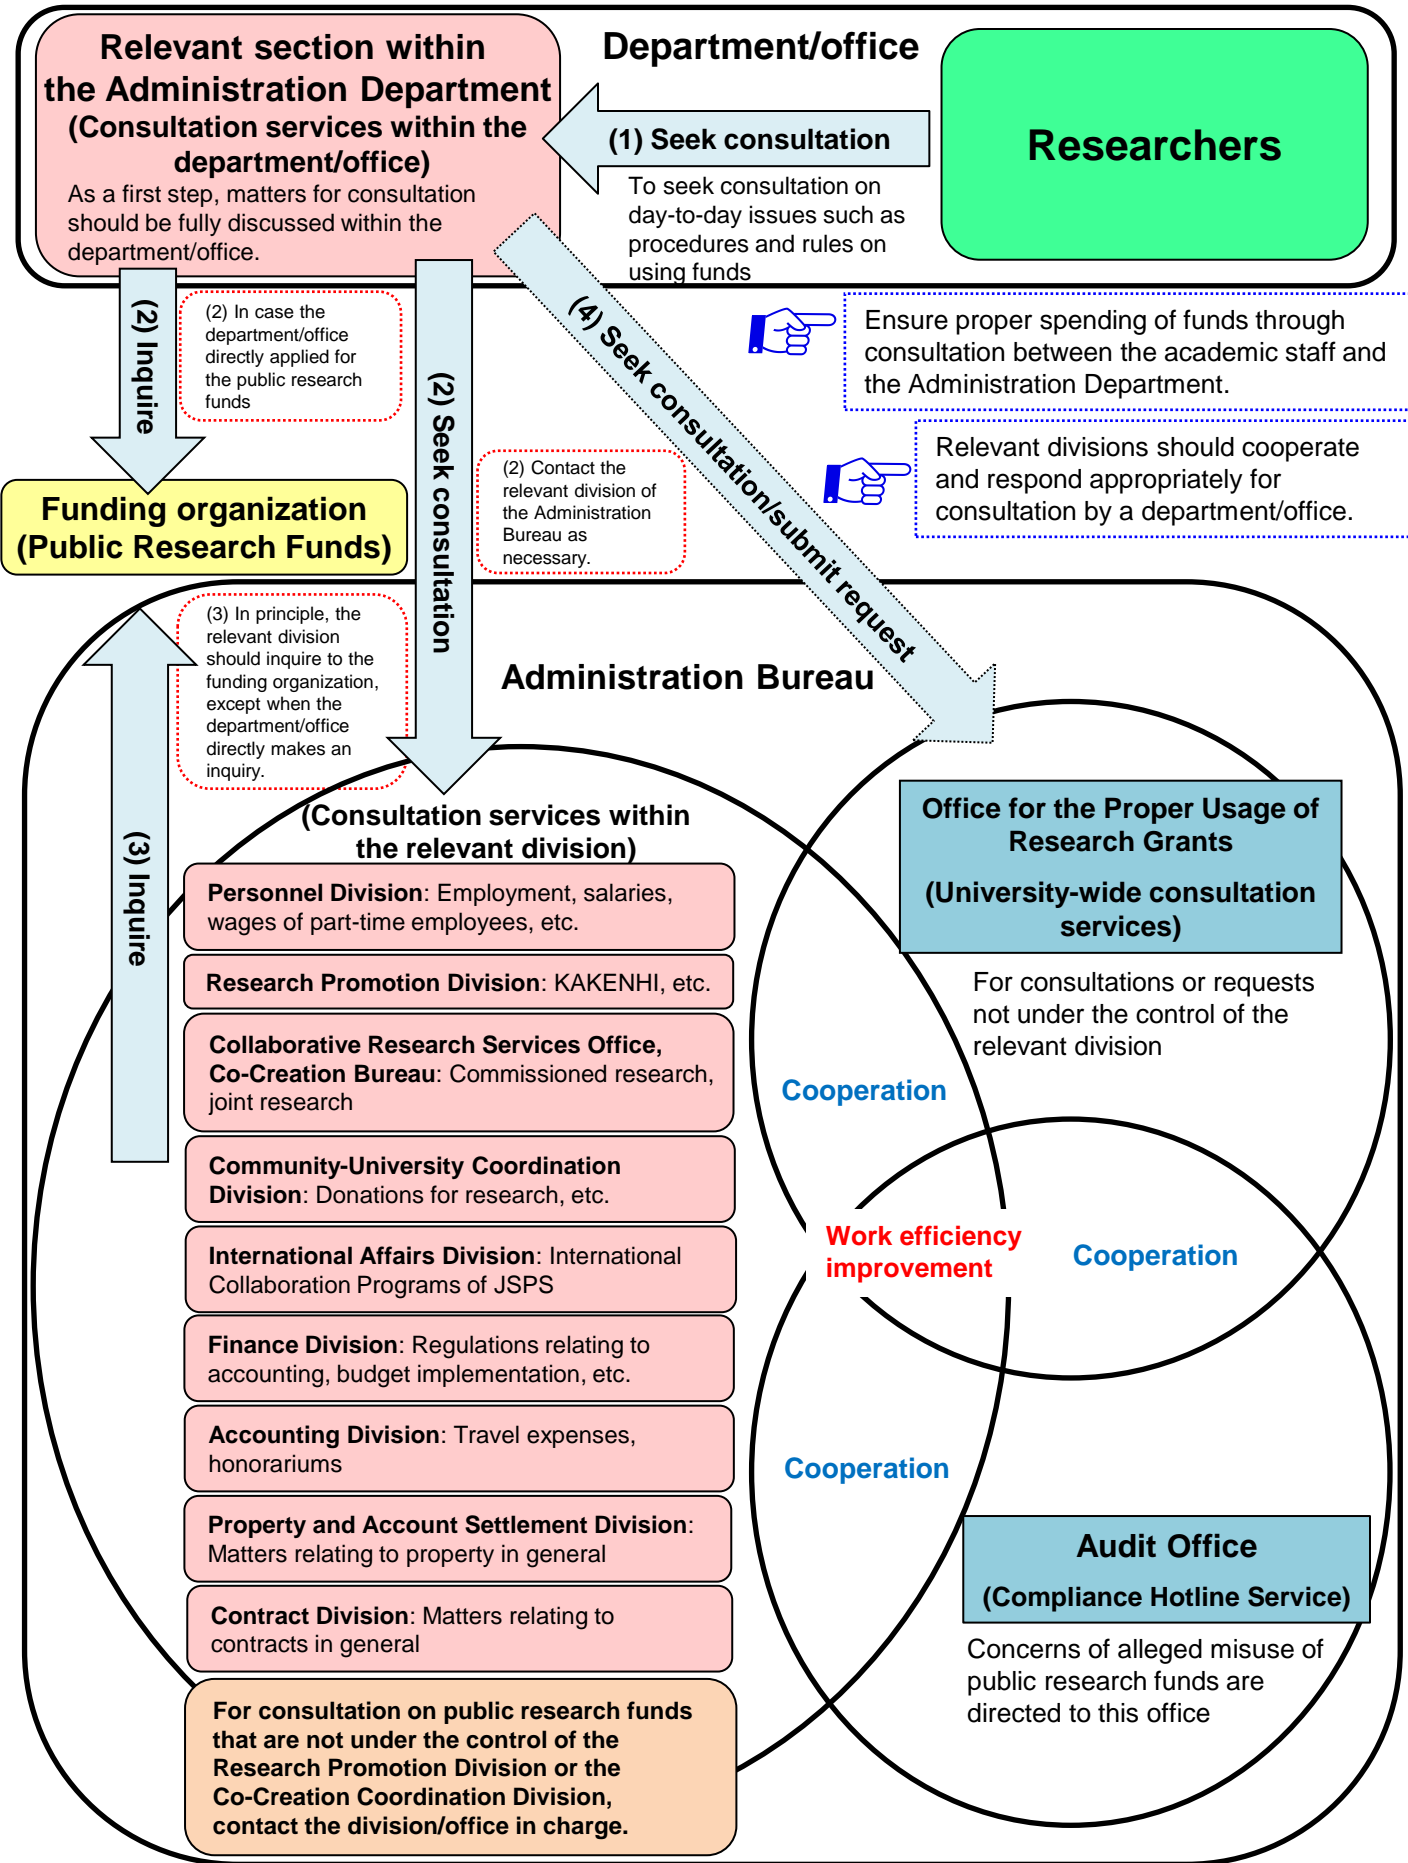 Relevant section within
the Administration Department
(Consultation services within the
department/office)
As a first step, matters for consultation
should be fully discussed within the
department/office.
Department/office
(1) Seek consultation
To seek consultation on
day-to-day issues such as
procedures and rules on
using funds
Researchers
(2) Inquire
(2) In case the
department/office
directly applied for
the public research
funds
(2) Seek consultation
(2) Contact the
relevant division of
the Administration
Bureau as
necessary.
(4) Seek consultation/submit request
Ensure proper spending of funds through
consultation between the academic staff and
the Administration Department.
Relevant divisions should cooperate
and respond appropriately for
consultation by a department/office.
Funding organization
(Public Research Funds)
(3) Inquire
(3) In principle, the
relevant division
should inquire to the
funding organization,
except when the
department/office
directly makes an
inquiry.
Administration Bureau
(Consultation services within
the relevant division)
Personnel Division: Employment, salaries,
wages of part-time employees, etc.
Research Promotion Division: KAKENHI, etc.
Collaborative Research Services Office,
Co-Creation Bureau: Commissioned research,
joint research
Community-University Coordination
Division: Donations for research, etc.
International Affairs Division: International
Collaboration Programs of JSPS
Finance Division: Regulations relating to
accounting, budget implementation, etc.
Accounting Division: Travel expenses,
honorariums
Property and Account Settlement Division:
Matters relating to property in general
Contract Division: Matters relating to
contracts in general
For consultation on public research funds
that are not under the control of the
Research Promotion Division or the
Co-Creation Coordination Division,
contact the division/office in charge.
Office for the Proper Usage of
Research Grants
(University-wide consultation
services)
For consultations or requests
not under the control of the
relevant division
Cooperation
Work efficiency
improvement
Cooperation
Cooperation
Audit Office
(Compliance Hotline Service)
Concerns of alleged misuse of
public research funds are
directed to this office